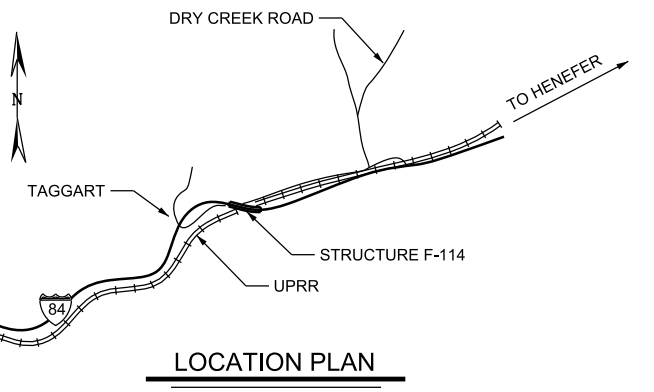 DRY CREEK ROAD
N
TO HENEFER
TAGGART
STRUCTURE F-114
UPRR
84
LOCATION PLAN